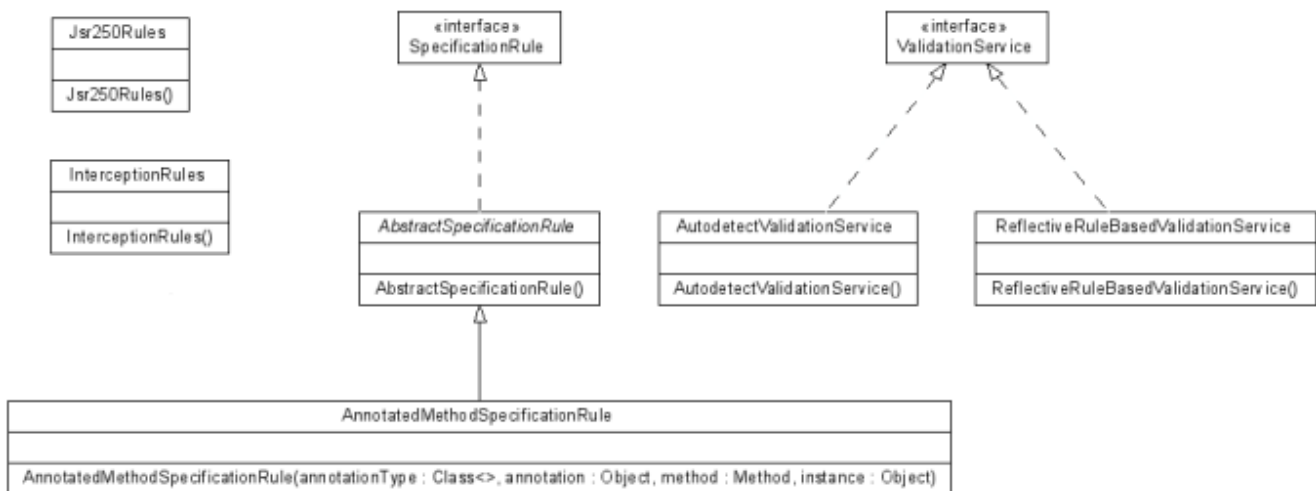 Jsr250Rules
Jsr250Rules()
«interface»
SpecificationRule
«interface»
ValidationService
InterceptionRules
InterceptionRules()
AbstractSpecificationRule
AbstractSpecificationRule()
AutodetectValidationService
AutodetectValidationService()
ReflectiveRuleBasedValidationService
ReflectiveRuleBasedValidationService()
AnnotatedMethodSpecificationRule
AnnotatedMethodSpecificationRule(annotationType : Class<>, annotation : Object, method : Method, instance : Object)